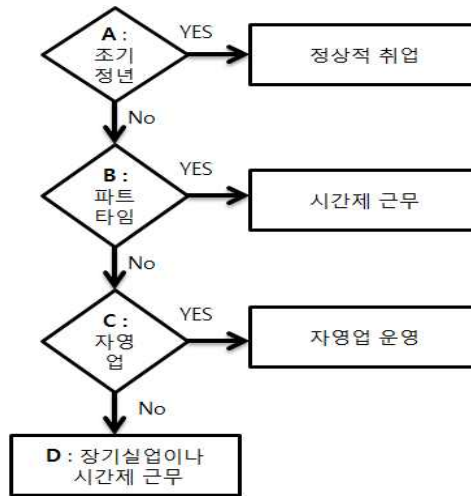 A :
조기
정년
YES
정상적 취업
No
B :
파트
타임
YES
시간제 근무
No
C :
자영
업
YES
자영업 운영
No
D : 장기실업이나
시간제 근무